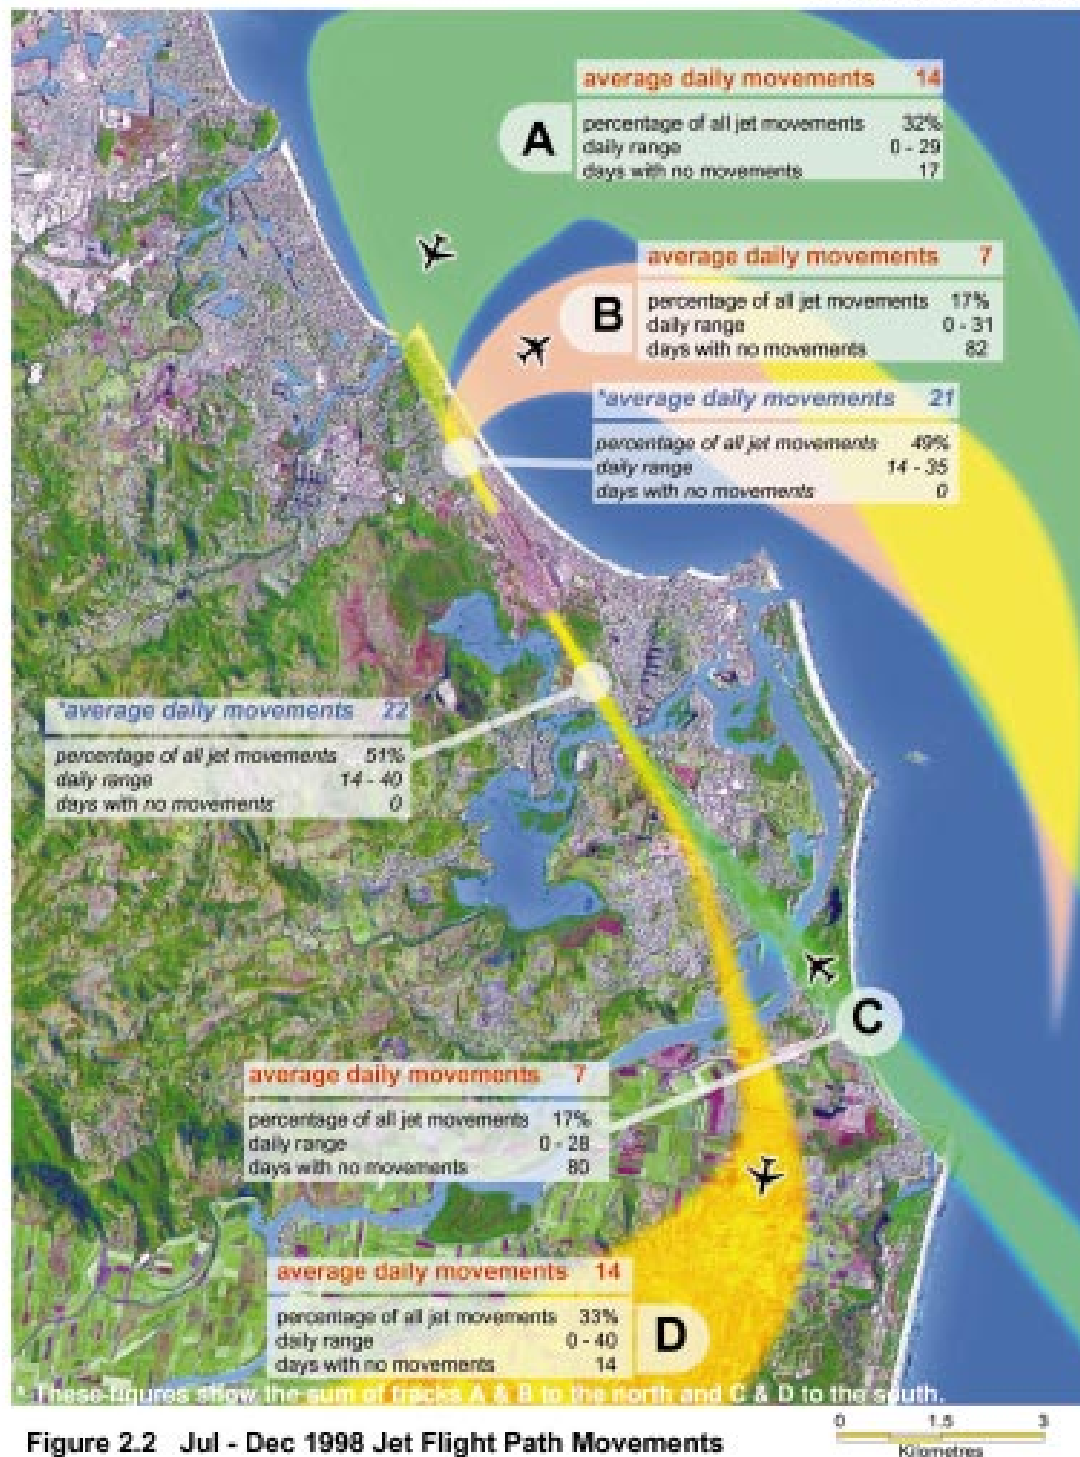 average daily movements 14
A
percentage of all jet movements 32%
daily range 0 - 29
days with no movements 17
average daily movements 7
B
percentage of all jet movements 17%
daily range 0 - 31
days with no movements 82
*average daily movements 21
percentage of all jet movements 49%
daily range 14 - 35
days with no movements 0
*average daily movements 22
percentage of all jet movements 51%
daily range 14 - 40
days with no movements 0
C
average daily movements 7
percentage of all jet movements 17%
daily range 0 - 28
days with no movements 80
average daily movements 14
percentage of all jet movements 33%
D
daily range 0 - 40
days with no movements 14
* These figures show the sum of tracks A & B to the north and C & D to the south.
0 1.5 3
Kilometres
Figure 2.2 Jul - Dec 1998 Jet Flight Path Movements